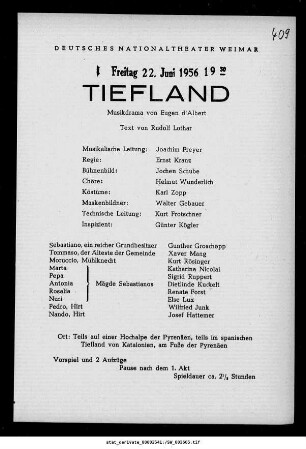 409
DEUTSCHES NATIONALTHEATER WEIMAR
Freitag 22. Juni 1956 19 30
TIEFLAND
Musikdrama von Eugen d'Albert
Text von Rudolf Lothar
Musikalische Leitung: Joachim Freyer
Regie: Ernst Kranz
Bühnenbild: Jochen Schube
Chöre: Helmut Wunderlich
Kostüme: Karl Zopp
Maskenbildner: Walter Gebauer
Technische Leitung: Kurt Frotschner
Inspizient: Günter Kögler
Sebastiano, ein reicher Grundbesitzer Gunther Groschopp
Tommaso, der Älteste der Gemeinde Xaver Mang
Moruccio, Mühlknecht Kurt Rösinger
Marta Katharina Nicolai
Pepa Sigrid Ruppert
Antonia Mägde Sebastianos Dietlinde Kuckelt
Rosalia Renate Forst
Nuri Else Lux
Pedro, Hirt Wilfried Junk
Nando, Hirt Josef Hattemer
Ort: Teils auf einer Hochalpe der Pyrenäen, teils im spanischen
Tiefland von Katalonien, am Fuße der Pyrenäen
Vorspiel und 2 Aufzüge
Pause nach dem 1. Akt
Spieldauer ca. 2¹/₂ Stunden